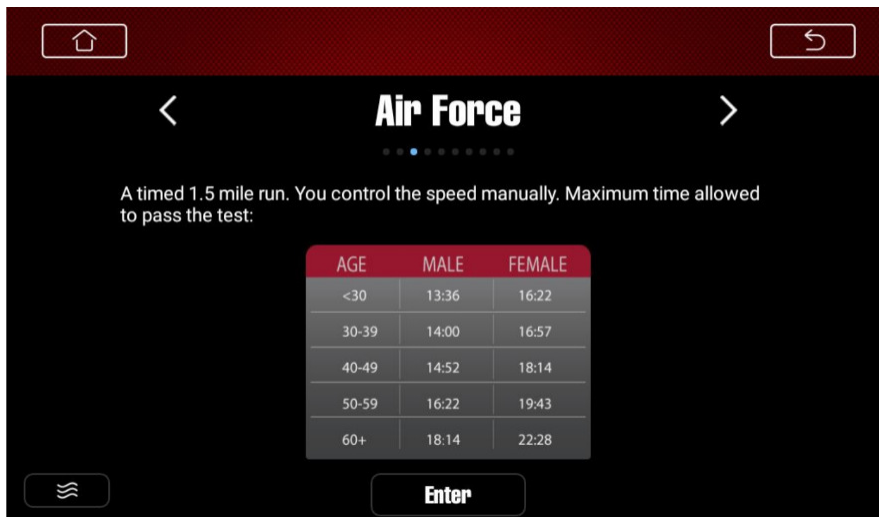 Air Force
A timed 1.5 mile run. You control the speed manually. Maximum time allowed
to pass the test:
AGE MALE FEMALE
<30 13:36 16:22
30-39 14:00 16:57
40-49 14:52 18:14
50-59 16:22 19:43
60+ 18:14 22:28
Enter